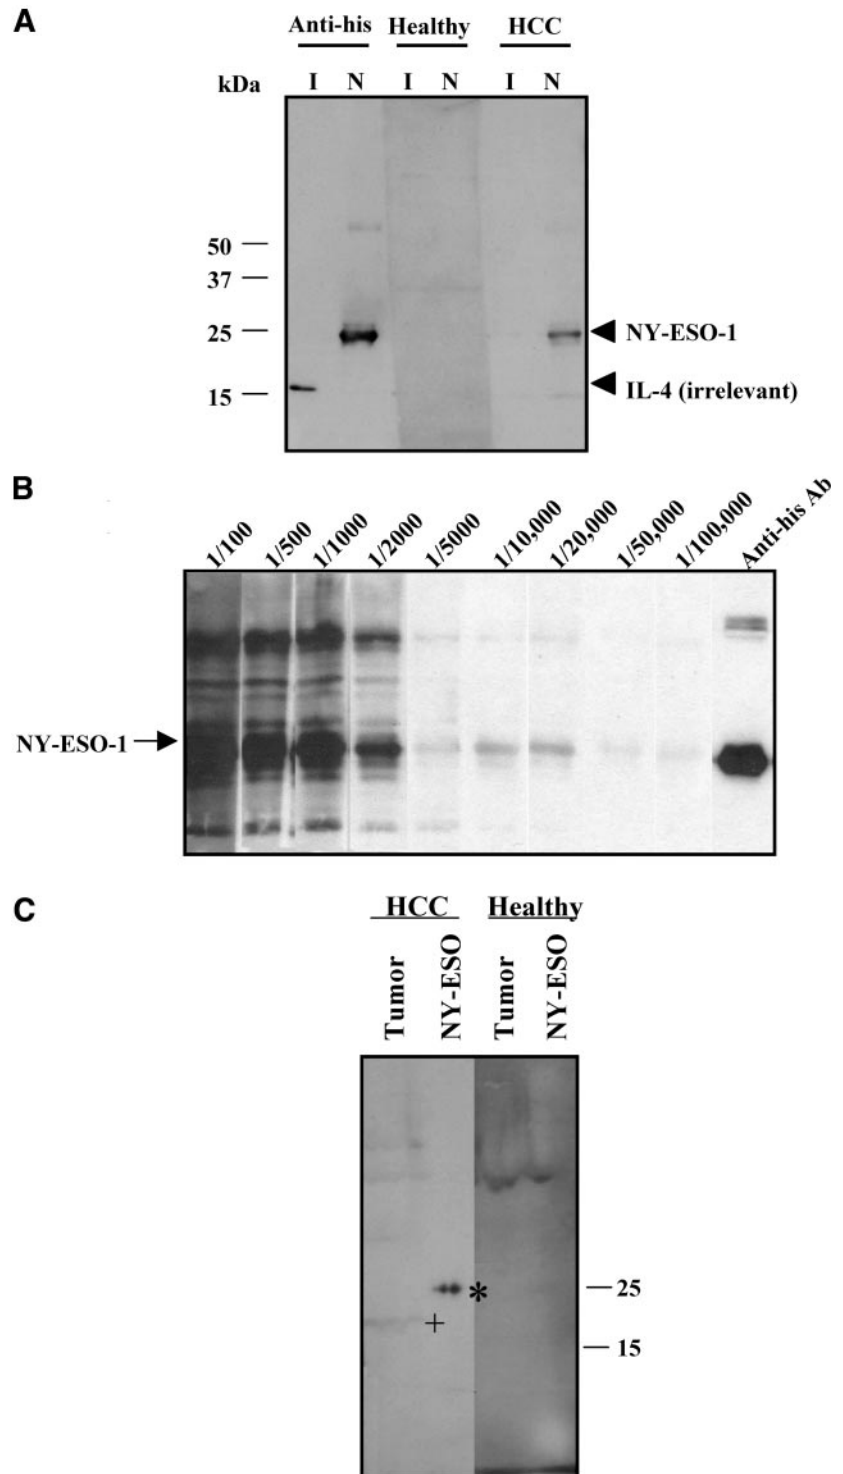 A
Anti-his Healthy HCC
kDa I N I N I N
50
37
25
15
NY-ESO-1
IL-4 (irrelevant)
B
1/100 1/500 1/1000 1/2000 1/5000 1/10,000 1/20,000 1/50,000 1/100,000 Anti-his Ab
NY-ESO-1
C
HCC Healthy
Tumor NY-ESO Tumor NY-ESO
*
+
25
15